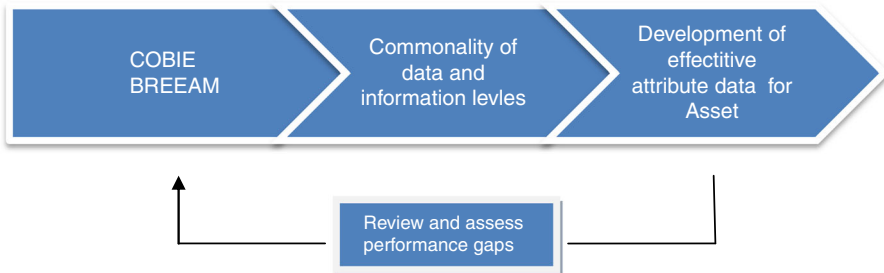 COBIE
BREEAM
Commonality of
data and
information levles
Development of
effectitive
attribute data for
Asset
Review and assess
performance gaps